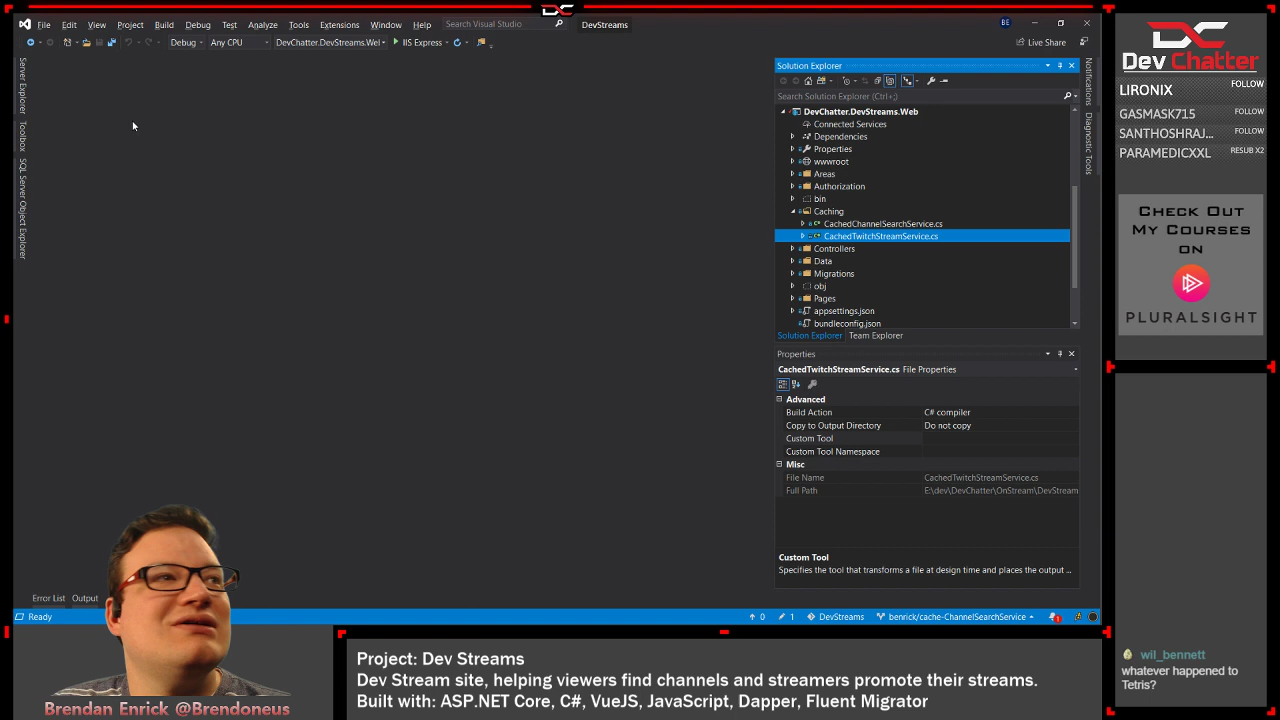 File Edit View Project Build Debug Test Analyze Tools Extensions Window Help Search Visual Studio DevStreams BE
Debug Any CPU DevChatter.DevStreams.Wel IIS Express Live Share
Server Explorer
Toolbox
SQL Server Object Explorer
Solution Explorer
Search Solution Explorer (Ctrl+;)
DevChatter.DevStreams.Web
Connected Services
Dependencies
Properties
wwwroot
Areas
Authorization
bin
Caching
CachedChannelSearchService.cs
CachedTwitchStreamService.cs
Controllers
Data
Migrations
obj
Pages
appsettings.json
bundleconfig.json
Solution Explorer Team Explorer
Properties
CachedTwitchStreamService.cs File Properties
Advanced
Build Action C# compiler
Copy to Output Directory Do not copy
Custom Tool
Custom Tool Namespace
Misc
File Name CachedTwitchStreamService.cs
Full Path E:\dev\DevChatter\OnStream\DevStream
Custom Tool
Specifies the tool that transforms a file at design time and places the output ...
Notifications
Diagnostic Tools
Error List Output
Ready 0 1 DevStreams benrick/cache-ChannelSearchService 1
DC
Dev Chatter
LIRONIX FOLLOW
GASMASK715 FOLLOW
SANTHOSHRAJ... FOLLOW
PARAMEDICXXL RESUB X2
Check Out
My Courses
on
PLURALSIGHT
wil_bennett
whatever happened to
Tetris?
Brendan Enrick @Brendoneus
Project: Dev Streams
Dev Stream site, helping viewers find channels and streamers promote their streams.
Built with: ASP.NET Core, C#, VueJS, JavaScript, Dapper, Fluent Migrator